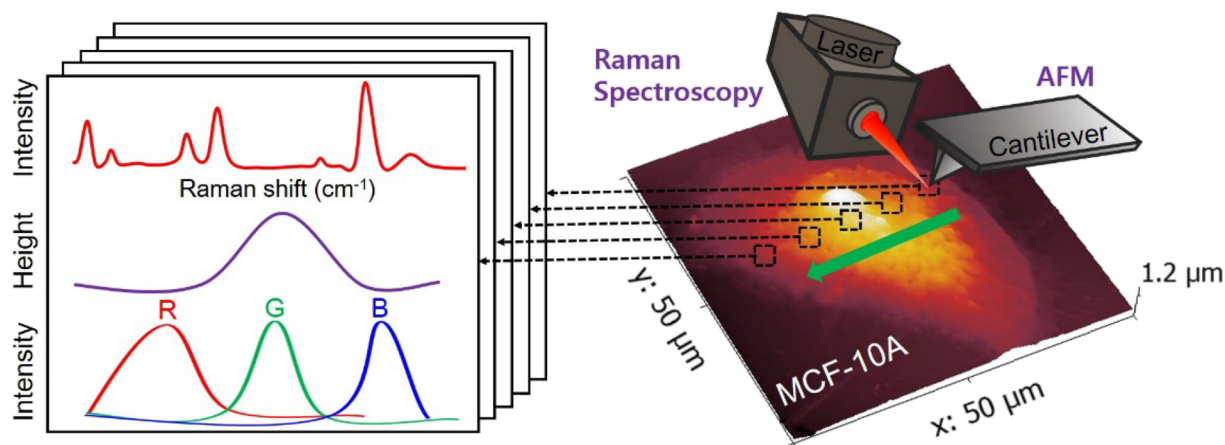 Intensity
Raman shift (cm⁻¹)
Height
Intensity
R G B
Raman
Spectroscopy
Laser
AFM
Cantilever
1.2 µm
y: 50 µm
MCF-10A
x: 50 µm